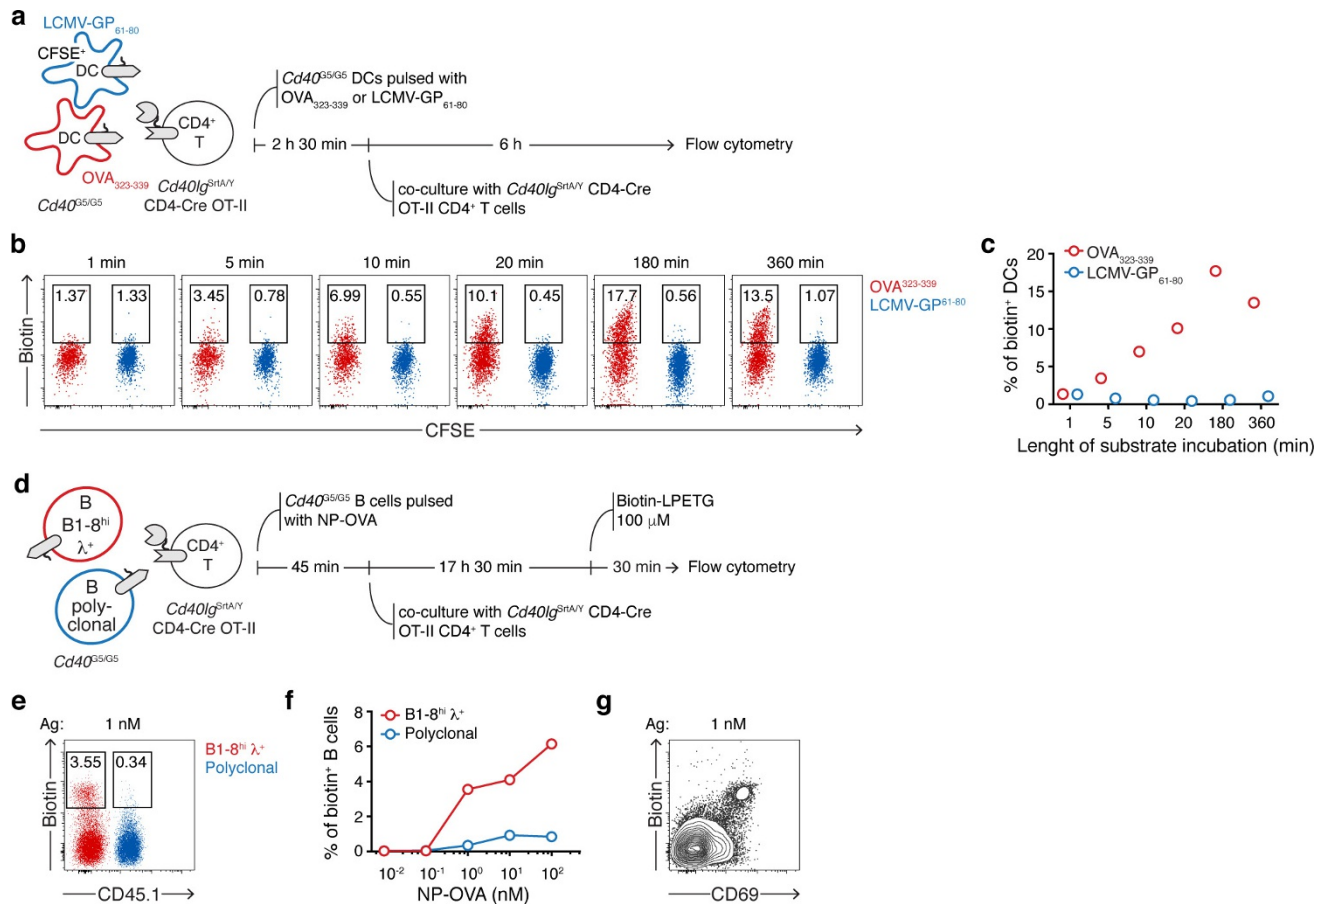 a
LCMV-GP61-80
CFSE+
DC
DC
CD4+
T
OVA323-339
Cd40G5/G5
Cd40lgSrtA/Y
CD4-Cre OT-II
Cd40G5/G5 DCs pulsed with
OVA323-339 or LCMV-GP61-80
2 h 30 min
6 h
Flow cytometry
co-culture with Cd40lgSrtA/Y CD4-Cre
OT-II CD4+ T cells
b
1 min
5 min
10 min
20 min
180 min
360 min
1.37
1.33
3.45
0.78
6.99
0.55
10.1
0.45
17.7
0.56
13.5
1.07
OVA323-339
LCMV-GP61-80
Biotin
CFSE
c
OVA323-339
LCMV-GP61-80
% of biotin+ DCs
20
15
10
5
0
1 5 10 20 180 360
Lenght of substrate incubation (min)
d
B
B1-8hi
λ+
B
poly-
clonal
Cd40G5/G5
CD4+
T
Cd40lgSrtA/Y
CD4-Cre OT-II
Cd40G5/G5 B cells pulsed
with NP-OVA
Biotin-LPETG
100 μM
45 min
17 h 30 min
30 min
Flow cytometry
co-culture with Cd40lgSrtA/Y CD4-Cre
OT-II CD4+ T cells
e
Ag: 1 nM
3.55
0.34
B1-8hi λ+
Polyclonal
Biotin
CD45.1
f
B1-8hi λ+
Polyclonal
% of biotin+ B cells
8
6
4
2
0
10-2 10-1 100 101 102
NP-OVA (nM)
g
Ag: 1 nM
Biotin
CD69